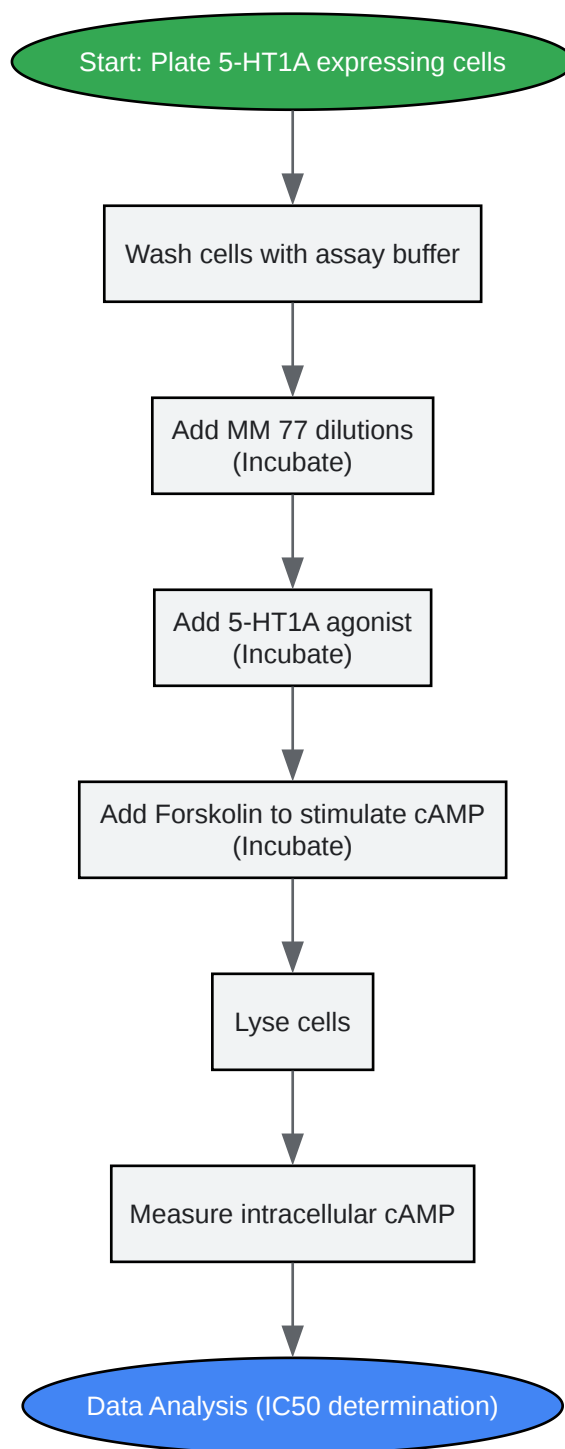 Start: Plate 5-HT1A expressing cells
Wash cells with assay buffer
Add MM 77 dilutions
(Incubate)
Add 5-HT1A agonist
(Incubate)
Add Forskolin to stimulate cAMP
(Incubate)
Lyse cells
Measure intracellular cAMP
Data Analysis (IC50 determination)